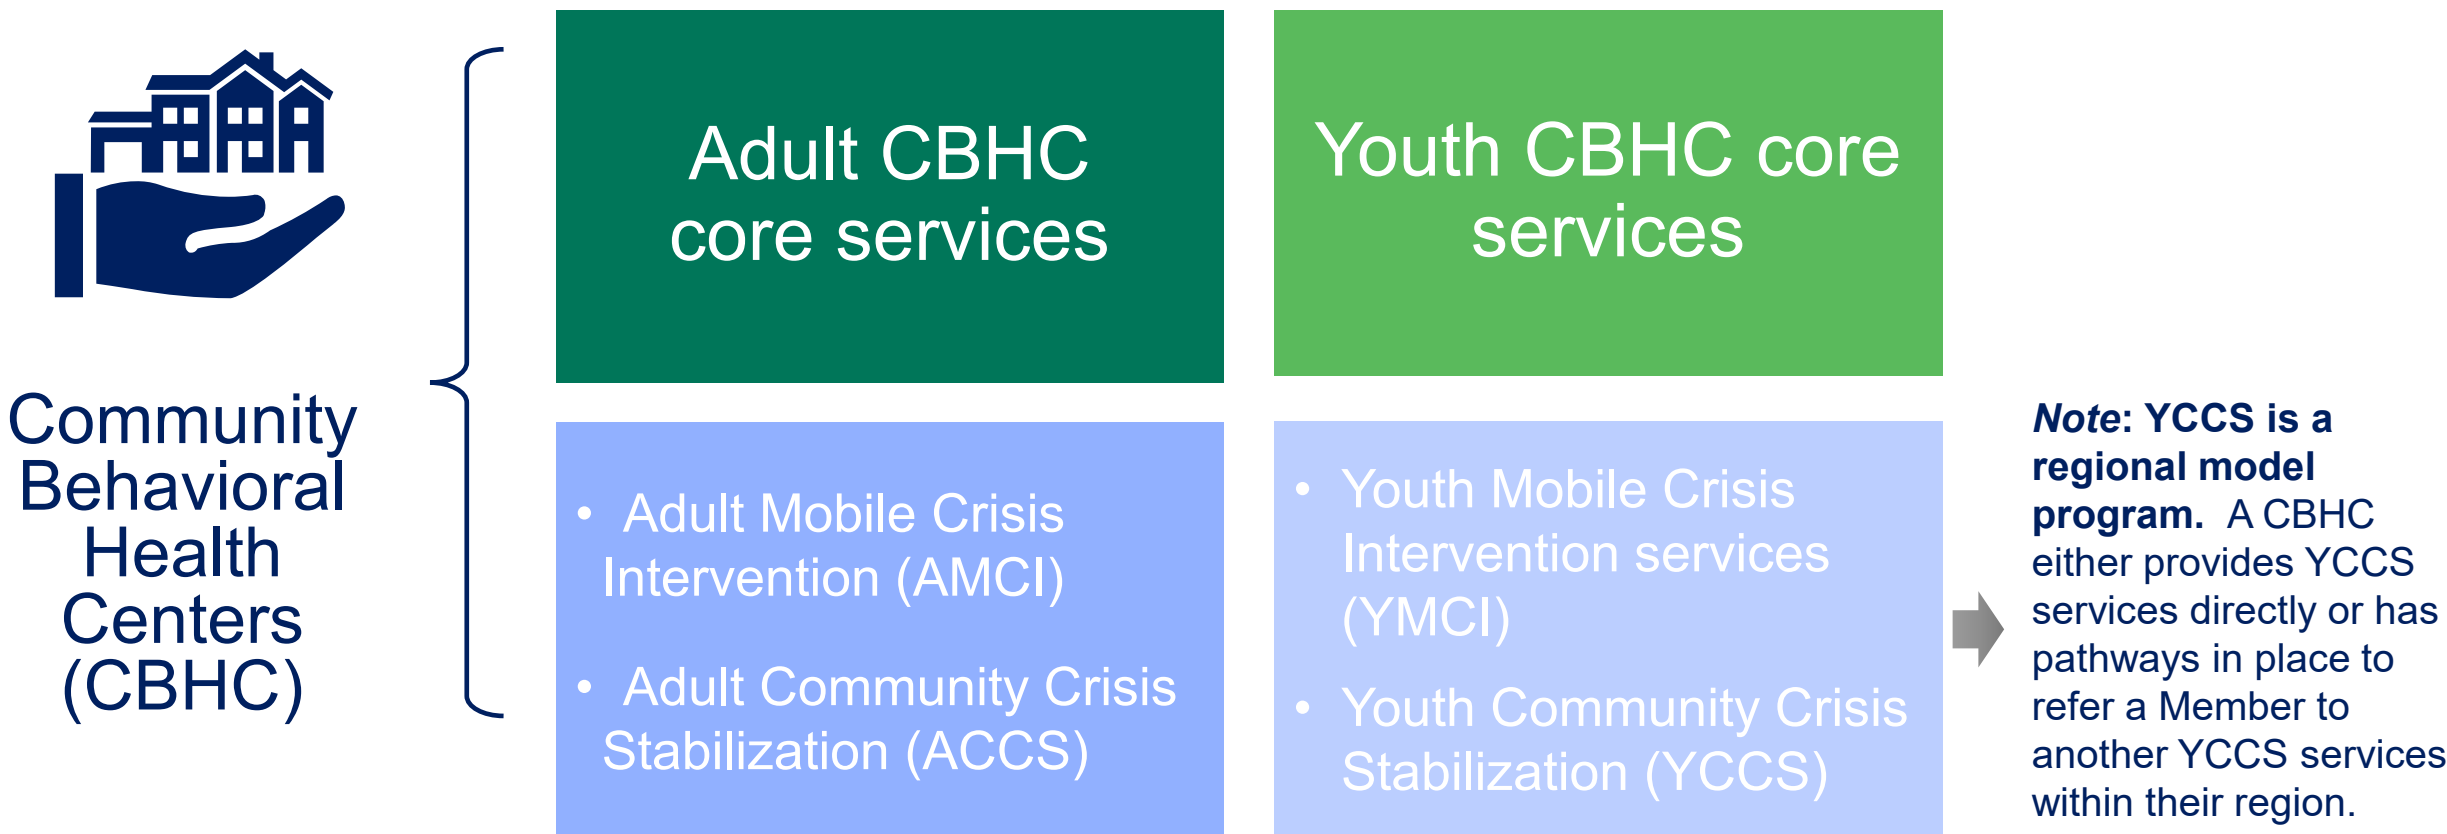 Community
Behavioral
Health
Centers
(CBHC)
Adult CBHC
core services
Youth CBHC core
services
• Adult Mobile Crisis
Intervention (AMCI)
• Adult Community Crisis
Stabilization (ACCS)
• Youth Mobile Crisis
Intervention services
(YMCI)
• Youth Community Crisis
Stabilization (YCCS)
Note: YCCS is a
regional model
program. A CBHC
either provides YCCS
services directly or has
pathways in place to
refer a Member to
another YCCS services
within their region.